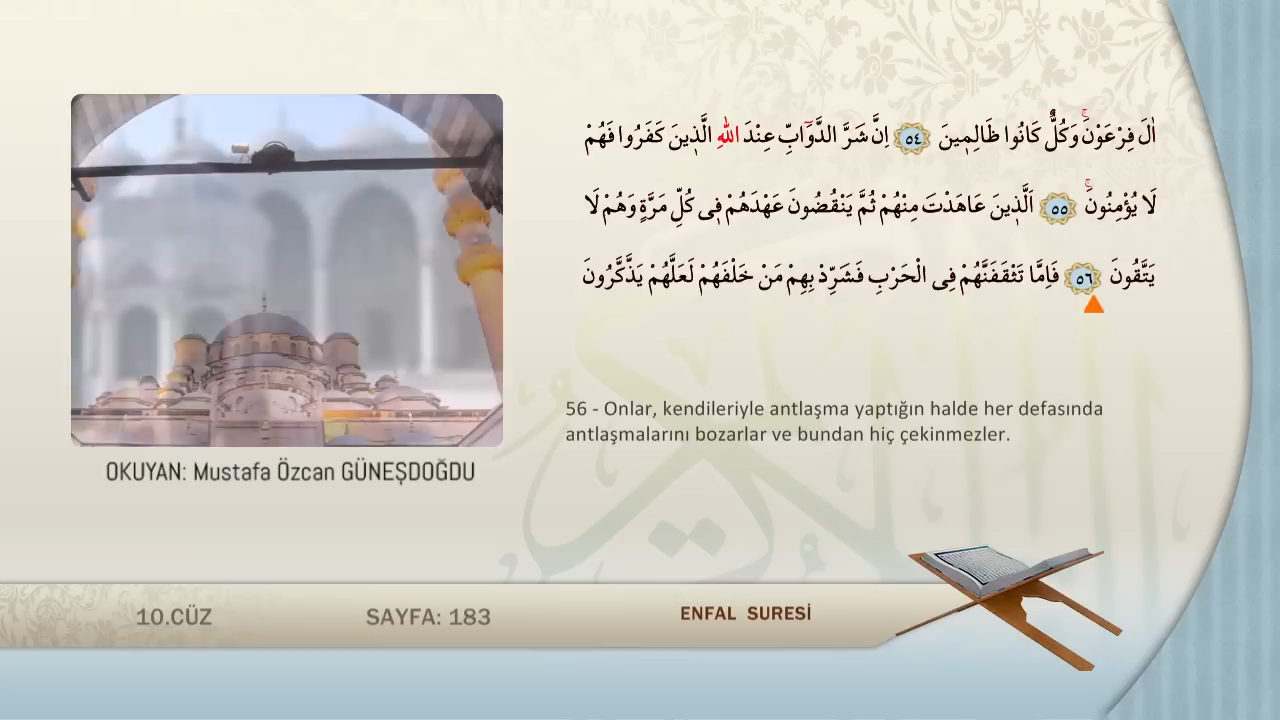 اٰلَ فِرْعَوْنَۚ وَكُلٌّ كَانُوا ظَالِم۪ينَ ﴿٥٤﴾ اِنَّ شَرَّ الدَّوَٓابِّ عِنْدَ اللّٰهِ الَّذ۪ينَ كَفَرُوا فَهُمْ
لَا يُؤْمِنُونَۚ ﴿٥٥﴾ اَلَّذ۪ينَ عَاهَدْتَ مِنْهُمْ ثُمَّ يَنْقُضُونَ عَهْدَهُمْ ف۪ى كُلِّ مَرَّةٍ وَهُمْ لَا
يَتَّقُونَ ﴿٥٦﴾ فَاِمَّا تَثْقَفَنَّهُمْ فِى الْحَرْبِ فَشَرِّدْ بِهِمْ مَنْ خَلْفَهُمْ لَعَلَّهُمْ يَذَّكَّرُونَ
56 - Onlar, kendileriyle antlaşma yaptığın halde her defasında
antlaşmalarını bozarlar ve bundan hiç çekinmezler.
OKUYAN: Mustafa Özcan GÜNEŞDOĞDU
10.CÜZ
SAYFA: 183
ENFAL SURESİ